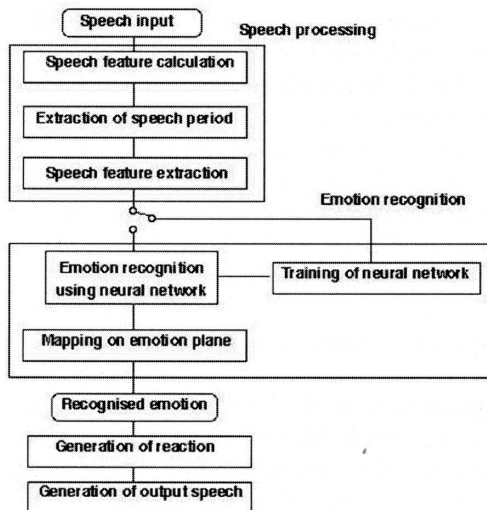 Speech input
Speech processing
Speech feature calculation
Extraction of speech period
Speech feature extraction
Emotion recognition
Emotion recognition
using neural network
Training of neural network
Mapping on emotion plane
Recognised emotion
Generation of reaction
Generation of output speech